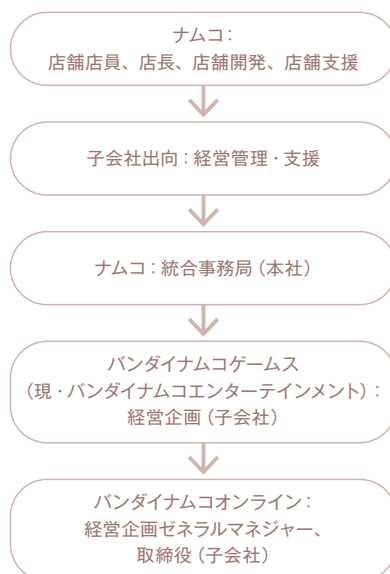 ナムコ：
店舗店員、店長、店舗開発、店舗支援
子会社出向：経営管理・支援
ナムコ：統合事務局（本社）
バンダイナムコゲームス
（現・バンダイナムコエンターテインメント）：
経営企画（子会社）
バンダイナムコオンライン：
経営企画ゼネラルマネジャー、
取締役（子会社）